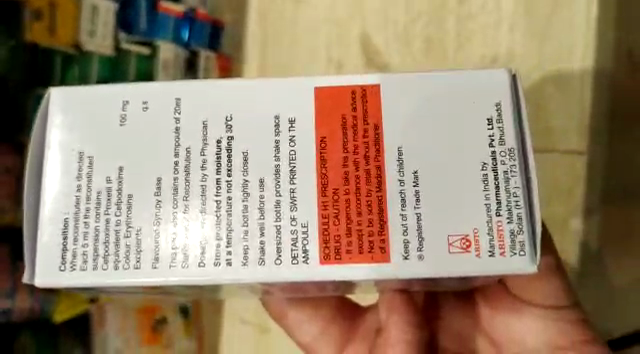 Composition :
When reconstituted as directed
Each 5 ml of the reconstituted
suspension contains:
Cefpodoxime Proxetil IP
equivalent to Cefpodoxime 100 mg
Colour: Erythrosine
Excipients q.s
Flavoured Syrupy Base
This contains one ampoule of 20ml
for Reconstitution.
directed by the Physician.
Store protected from moisture,
at a temperature not exceeding 30°C.
Keep the bottle tightly closed.
Shake well before use.
Oversized bottle provides shake space.
DETAILS OF SWFR PRINTED ON THE
AMPOULE.
SCHEDULE H1 PRESCRIPTION
DRUG - CAUTION
It is dangerous to take this preparation
except in accordance with the medical advice
- Not to be sold by retail without the prescription
of a Registered Medical Practitioner.
Keep out of reach of children.
® Registered Trade Mark
ARISTO
Manufactured in India by
ARISTO Pharmaceuticals Pvt. Ltd.
Village, Makhnumajra, P.O. Bhud, Baddi,
Dist. Solan (H.P.) - 173 205